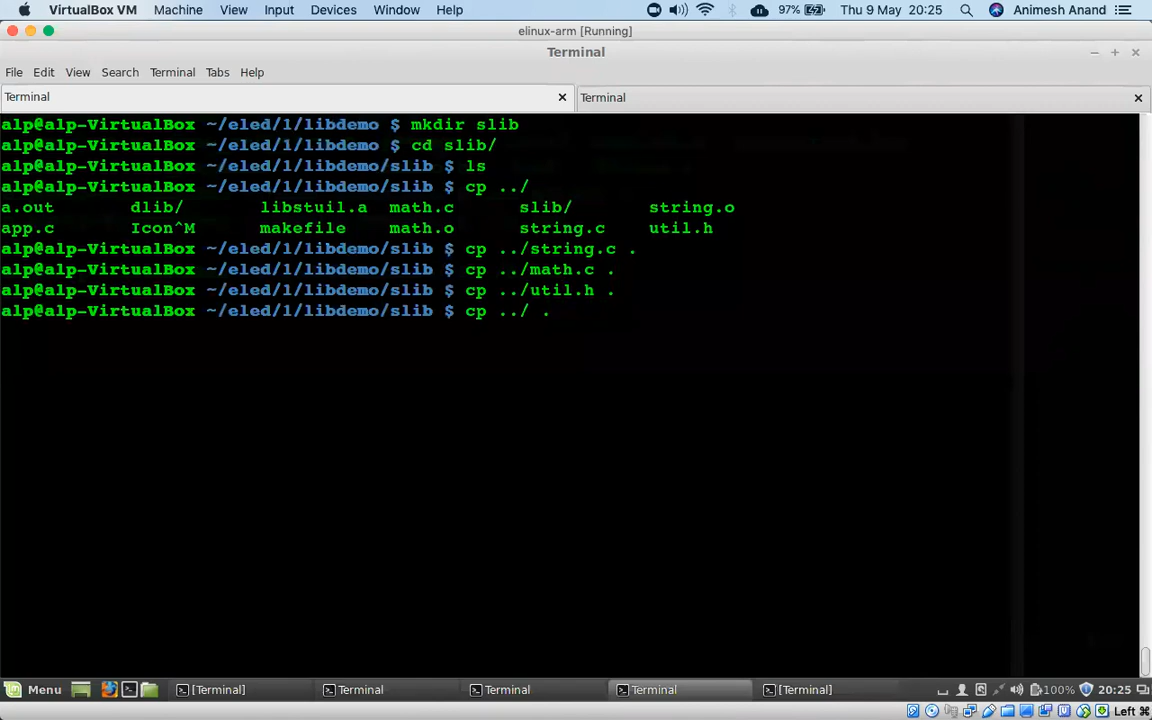 VirtualBox VM Machine View Input Devices Window Help 97% Thu 9 May 20:25 Animesh Anand
elinux-arm [Running]
Terminal
File Edit View Search Terminal Tabs Help
Terminal Terminal
alp@alp-VirtualBox ~/eled/1/libdemo $ mkdir slib
alp@alp-VirtualBox ~/eled/1/libdemo $ cd slib/
alp@alp-VirtualBox ~/eled/1/libdemo/slib $ ls
alp@alp-VirtualBox ~/eled/1/libdemo/slib $ cp ../
a.out dlib/ libstuil.a math.c slib/ string.o
app.c Icon^M makefile math.o string.c util.h
alp@alp-VirtualBox ~/eled/1/libdemo/slib $ cp ../string.c .
alp@alp-VirtualBox ~/eled/1/libdemo/slib $ cp ../math.c .
alp@alp-VirtualBox ~/eled/1/libdemo/slib $ cp ../util.h .
alp@alp-VirtualBox ~/eled/1/libdemo/slib $ cp ../ .
Menu [Terminal] Terminal Terminal Terminal [Terminal] 100% 20:25
Left ⌘